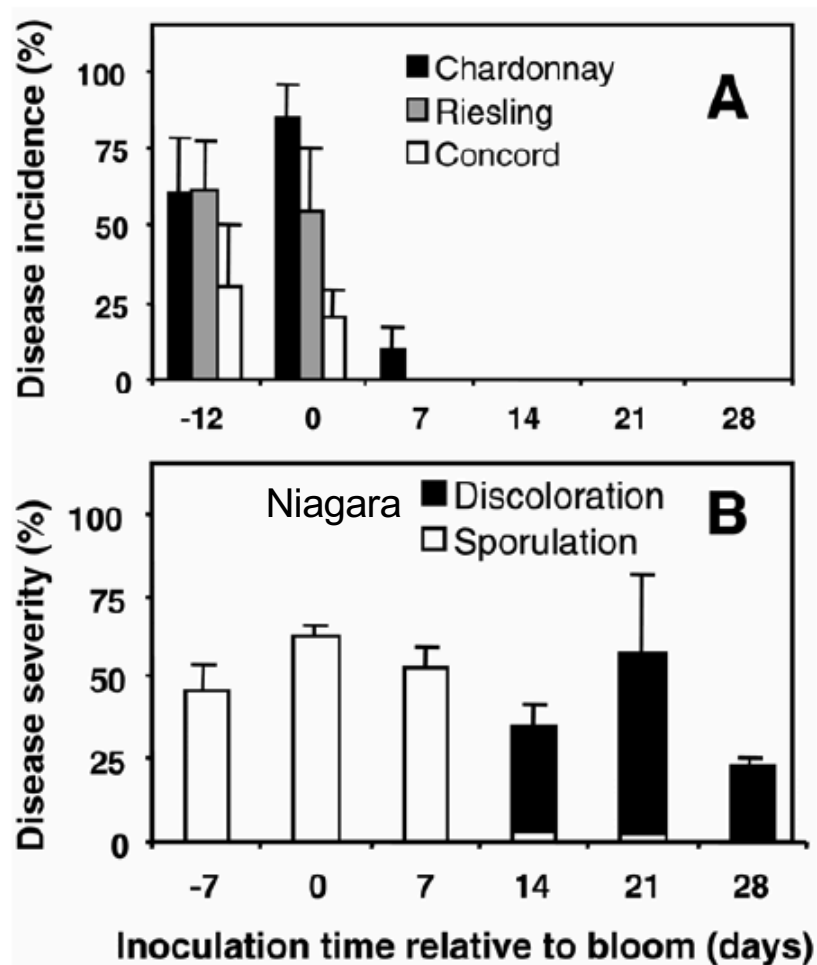 Disease incidence (%)
100
75
50
25
0
Chardonnay
Riesling
Concord
A
-12 0 7 14 21 28
Disease severity (%)
100
75
50
25
0
Niagara
Discoloration
Sporulation
B
-7 0 7 14 21 28
Inoculation time relative to bloom (days)